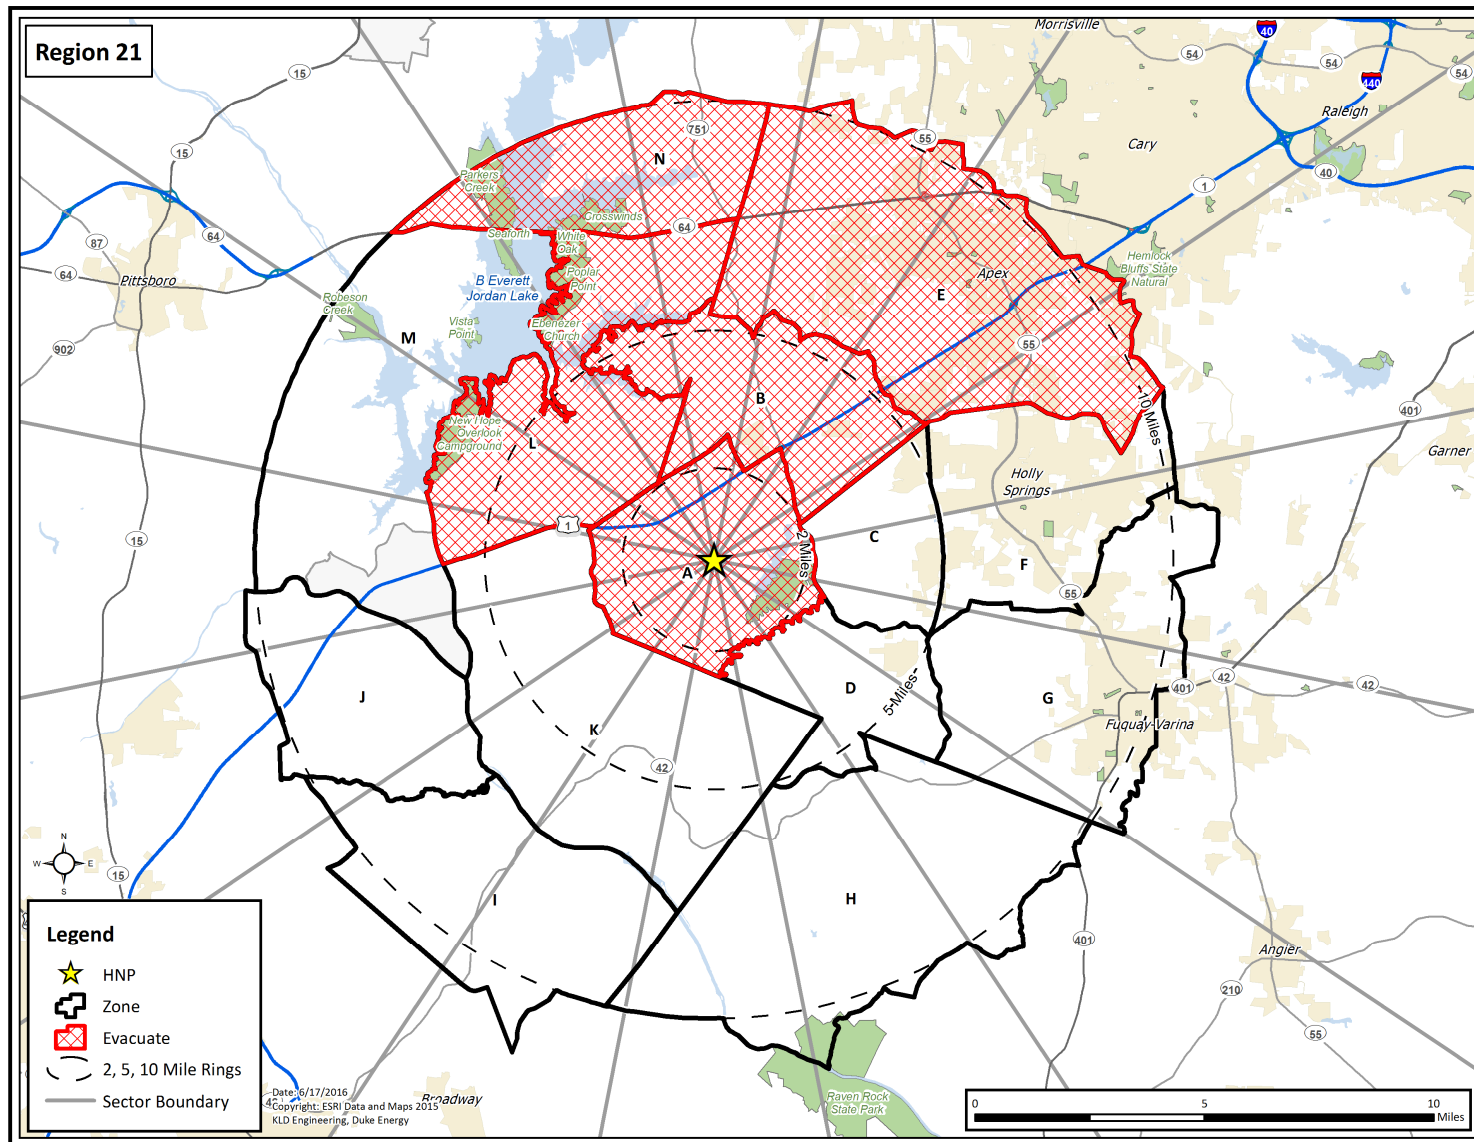 Region 21
Morrisville
40
54
54
54
440
Raleigh
15
751
55
Cary
15
N
40
Parkers
Creek
1
Crosswinds
64
Seaforth
White
Oak
64
87
Hemlock
Bluffs State
Natural
64
Pittsboro
Poplar
Point
Apex
B Everett
Jordan Lake
E
Robeson
Creek
Vista
Point
Ebenezer
Church
M
55
902
B
10 Miles
401
New Hope
Overlook
Campground
L
Garner
Holly
Springs
1
15
C
2 Miles
A
F
55
J
D
5-Miles
G
42
42
401
Fuquay-Varina
K
42
N
W
E
S
15
I
H
401
Angier
210
55
Legend
HNP
Zone
Evacuate
2, 5, 10 Mile Rings
Sector Boundary
Date: 6/17/2016
Copyright: ESRI Data and Maps 2015
KLD Engineering, Duke Energy
Broadway
Raven Rock
State Park
0
5
10
Miles